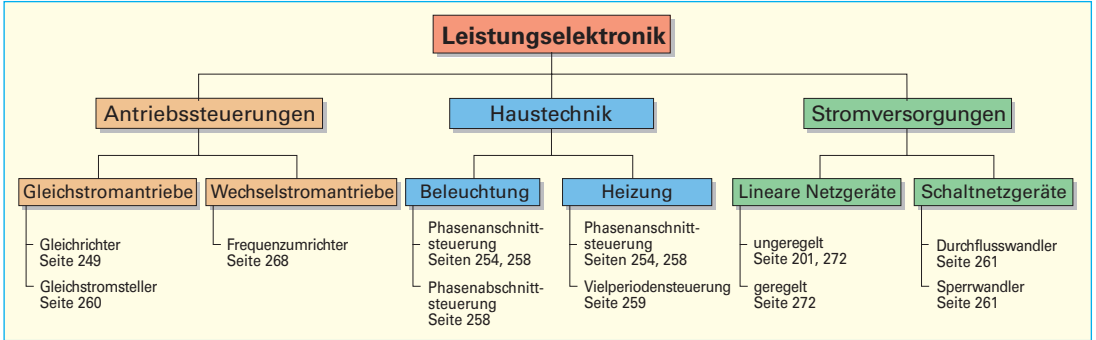 Leistungselektronik
Antriebssteuerungen
Haustechnik
Stromversorgungen
Gleichstromantriebe
Wechselstromantriebe
Beleuchtung
Heizung
Lineare Netzgeräte
Schaltnetzgeräte
Gleichrichter
Seite 249
Gleichstromsteller
Seite 260
Frequenzumrichter
Seite 268
Phasenanschnitt-
steuerung
Seiten 254, 258
Phasenabschnitt-
steuerung
Seite 258
Phasenanschnitt-
steuerung
Seiten 254, 258
Vielperiodensteuerung
Seite 259
ungeregelt
Seite 201, 272
geregelt
Seite 272
Durchflusswandler
Seite 261
Sperrwandler
Seite 261